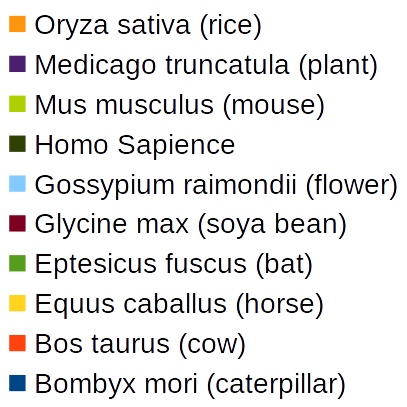 Oryza sativa (rice)
Medicago truncatula (plant)
Mus musculus (mouse)
Homo Sapience
Gossypium raimondii (flower)
Glycine max (soya bean)
Eptesicus fuscus (bat)
Equus caballus (horse)
Bos taurus (cow)
Bombyx mori (caterpillar)